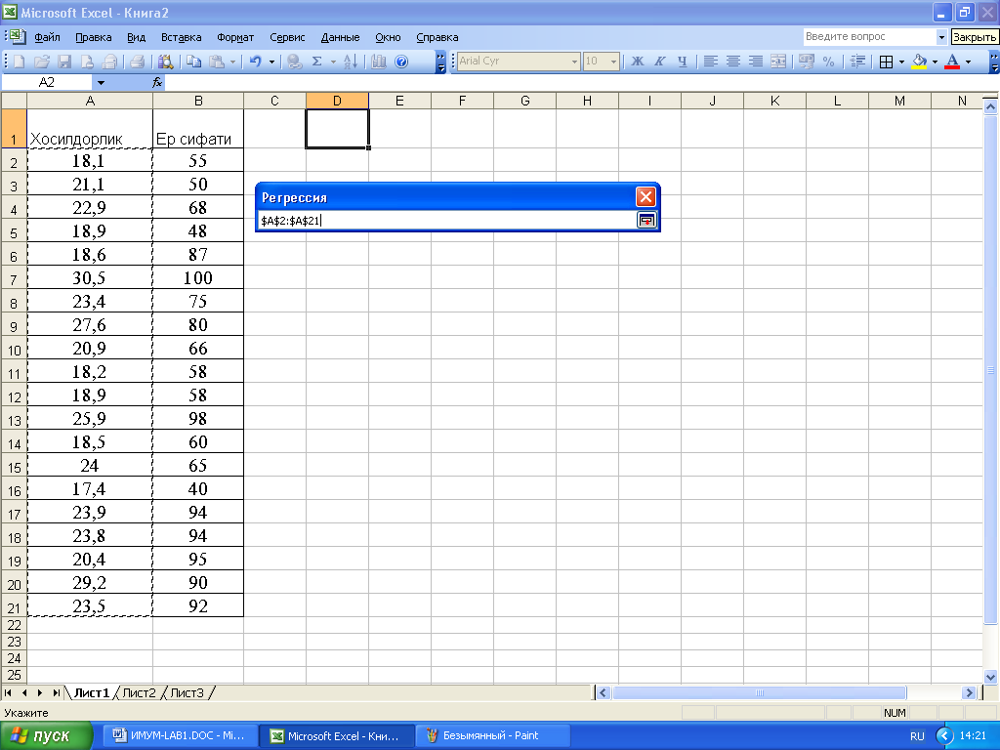 Microsoft Excel - Книга2
Файл Правка Вид Вставка Формат Сервис Данные Окно Справка Введите вопрос Закрыть
Arial Cyr 10 Ж К Ч %
A2 fx
A B C D E F G H I J K L M N
1 Хосилдорлик Ер сифати
2 18,1 55
3 21,1 50
Регрессия
4 22,9 68
$A$2:$A$21
5 18,9 48
6 18,6 87
7 30,5 100
8 23,4 75
9 27,6 80
10 20,9 66
11 18,2 58
12 18,9 58
13 25,9 98
14 18,5 60
15 24 65
16 17,4 40
17 23,9 94
18 23,8 94
19 20,4 95
20 29,2 90
21 23,5 92
22
23
24
25
Лист1 Лист2 Лист3
Укажите NUM
пуск ИМУМ-LAB1.DOC - Mi... Microsoft Excel - Кни... Безымянный - Paint RU 14:21